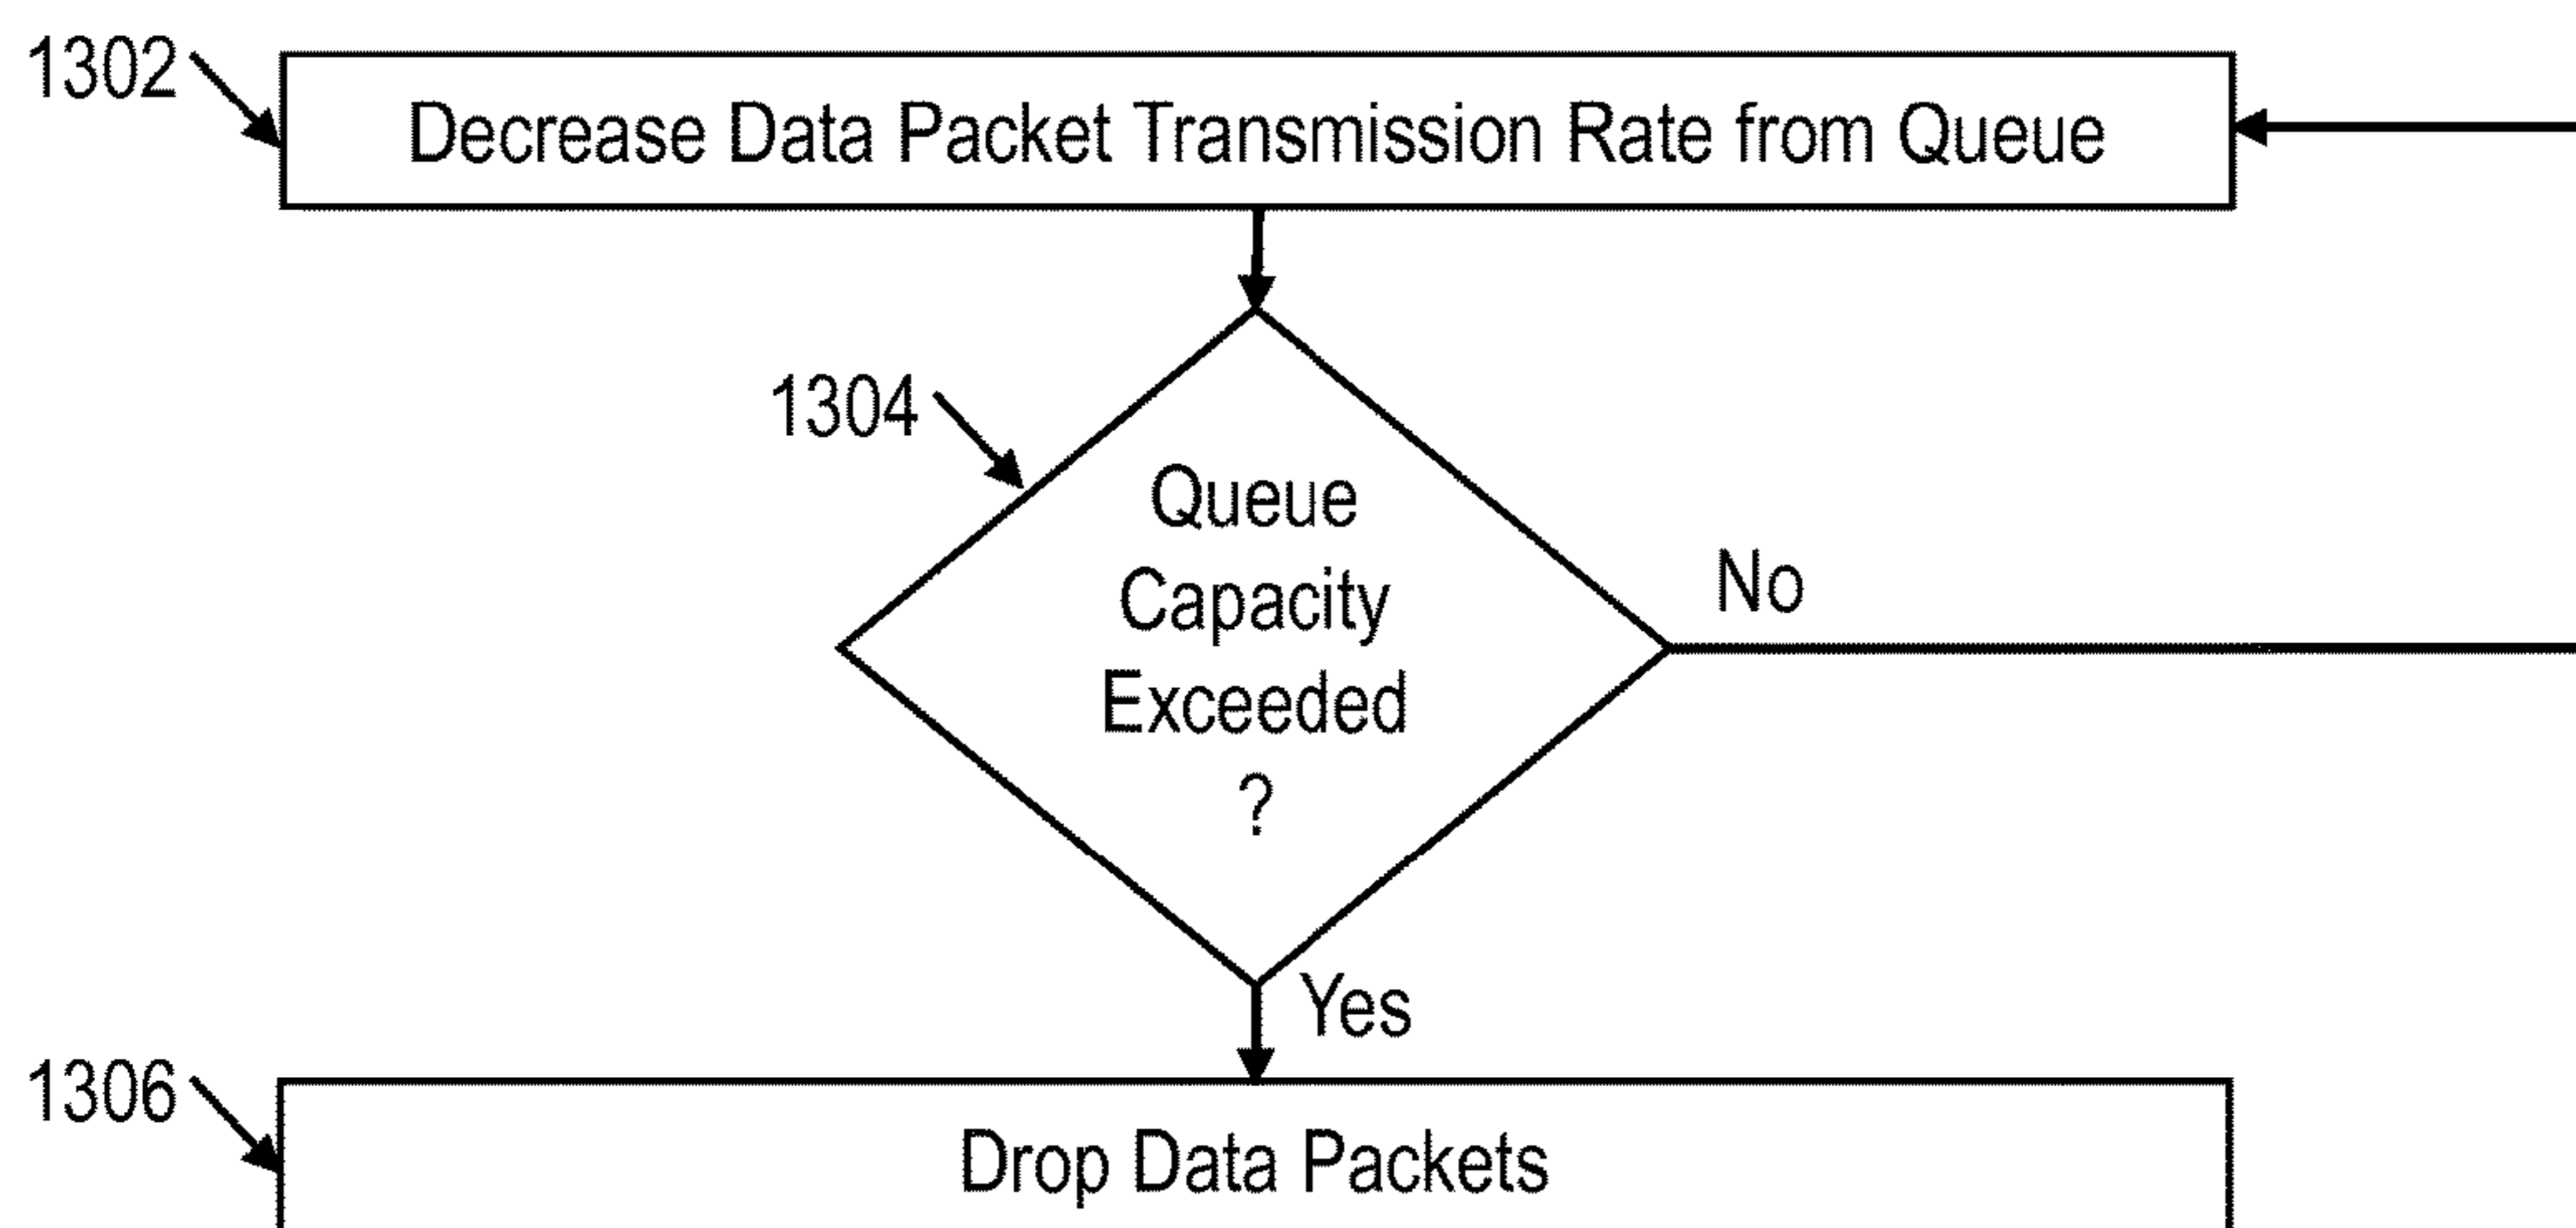 1302
Decrease Data Packet Transmission Rate from Queue
1304
Queue
Capacity
Exceeded
?
No
Yes
1306
Drop Data Packets